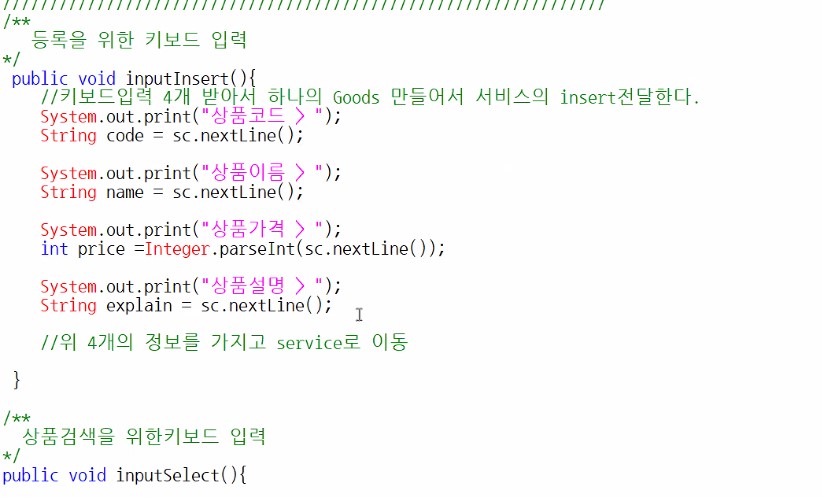 /////////////////////////////////////////////////////////////////
/**
등록을 위한 키보드 입력
*/
public void inputInsert(){
//키보드입력 4개 받아서 하나의 Goods 만들어서 서비스의 insert전달한다.
System.out.print("상품코드 > ");
String code = sc.nextLine();
System.out.print("상품이름 > ");
String name = sc.nextLine();
System.out.print("상품가격 > ");
int price =Integer.parseInt(sc.nextLine());
System.out.print("상품설명 > ");
String explain = sc.nextLine();
//위 4개의 정보를 가지고 service로 이동
}
/**
상품검색을 위한키보드 입력
*/
public void inputSelect(){